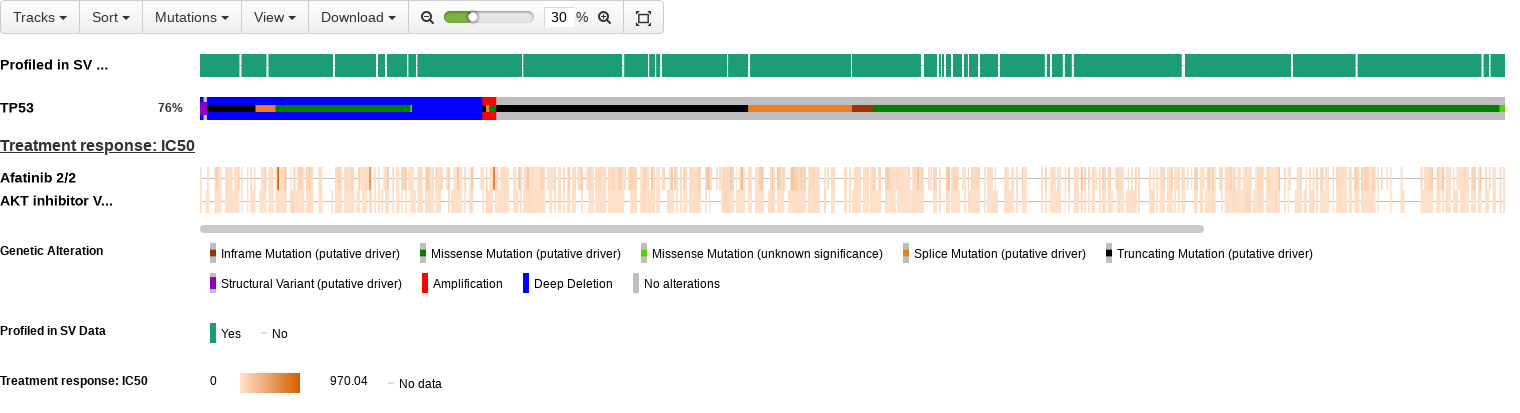 Tracks Sort Mutations View Download 30 %
Profiled in SV ...
TP53 76%
Treatment response: IC50
Afatinib 2/2
AKT inhibitor V...
Genetic Alteration Inframe Mutation (putative driver) Missense Mutation (putative driver) Missense Mutation (unknown significance) Splice Mutation (putative driver) Truncating Mutation (putative driver)
Structural Variant (putative driver) Amplification Deep Deletion No alterations
Profiled in SV Data Yes No
Treatment response: IC50 0 970.04 No data